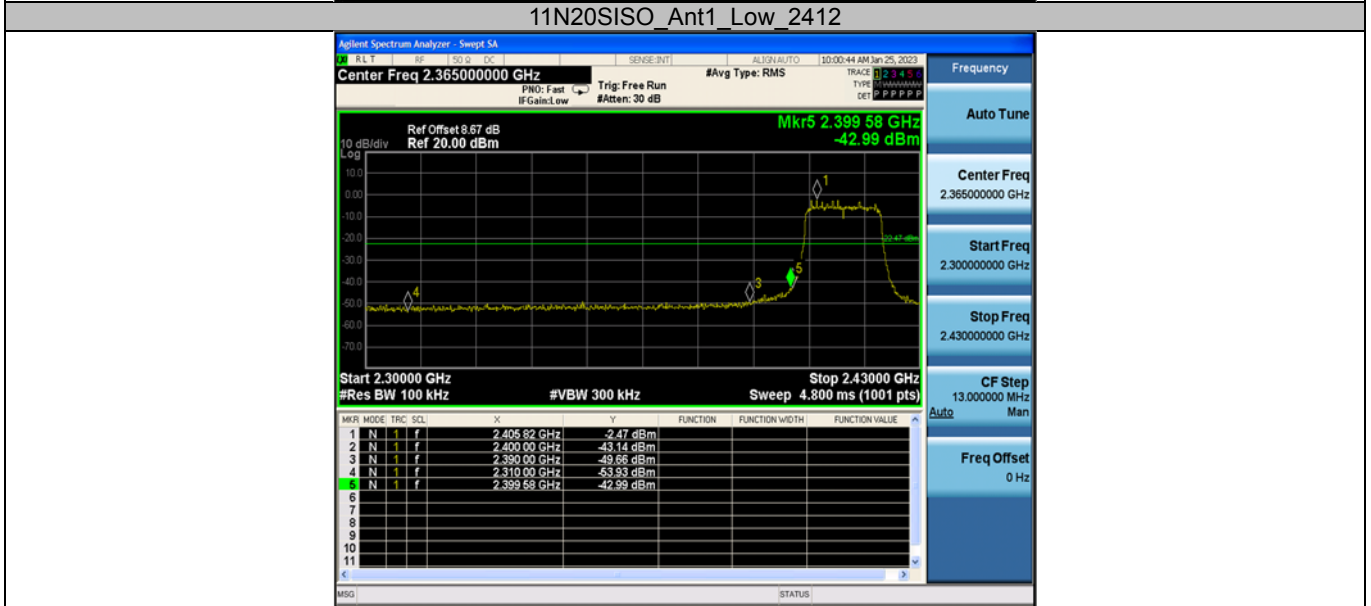 11N20SISO_Ant1_Low_2412
Agilent Spectrum Analyzer - Swept SA
RLT RF 50 Ω DC SENSE:INT ALIGN AUTO 10:00:44 AM Jan 25, 2023
Center Freq 2.365000000 GHz #Avg Type: RMS TRACE 1 2 3 4 5 6
PNO: Fast Trig: Free Run TYPE
IFGain:Low #Atten: 30 dB DET P P P P P P
Frequency
Mkr5 2.399 58 GHz
-42.99 dBm
Ref Offset 8.67 dB
10 dB/div Ref 20.00 dBm
Log
10.0
0.00
-10.0
-20.0
-30.0
-40.0
-50.0
-60.0
-70.0
1
5
3
4
Start 2.30000 GHz Stop 2.43000 GHz
#Res BW 100 kHz #VBW 300 kHz Sweep 4.800 ms (1001 pts)
MKR MODE TRC SCL X Y FUNCTION FUNCTION WIDTH FUNCTION VALUE
1 N 1 f 2.405 82 GHz -2.47 dBm
2 N 1 f 2.400 00 GHz -43.14 dBm
3 N 1 f 2.390 00 GHz -49.66 dBm
4 N 1 f 2.310 00 GHz -53.93 dBm
5 N 1 f 2.399 58 GHz -42.99 dBm
6
7
8
9
10
11
MSG STATUS
Auto Tune
Center Freq
2.365000000 GHz
Start Freq
2.300000000 GHz
Stop Freq
2.430000000 GHz
CF Step
13.000000 MHz
Auto Man
Freq Offset
0 Hz